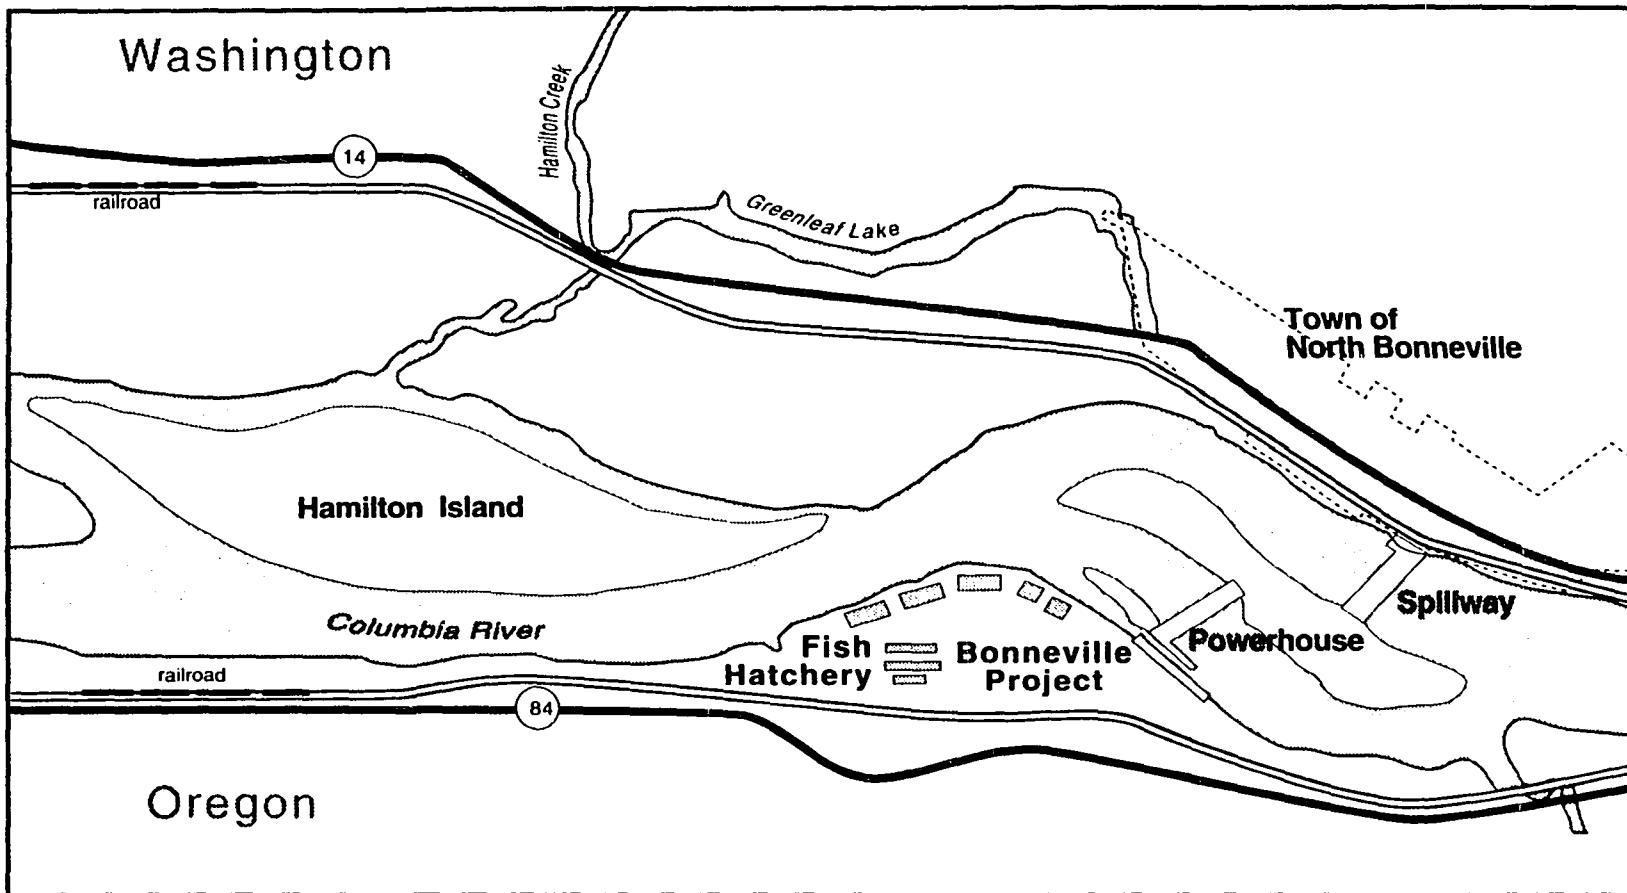 Washington
Hamilton Creek
14
railroad
Greenleaf Lake
Town of
North Bonneville
Hamilton Island
Columbia River
Spillway
Powerhouse
Fish
Hatchery
Bonneville
Project
railroad
84
Oregon